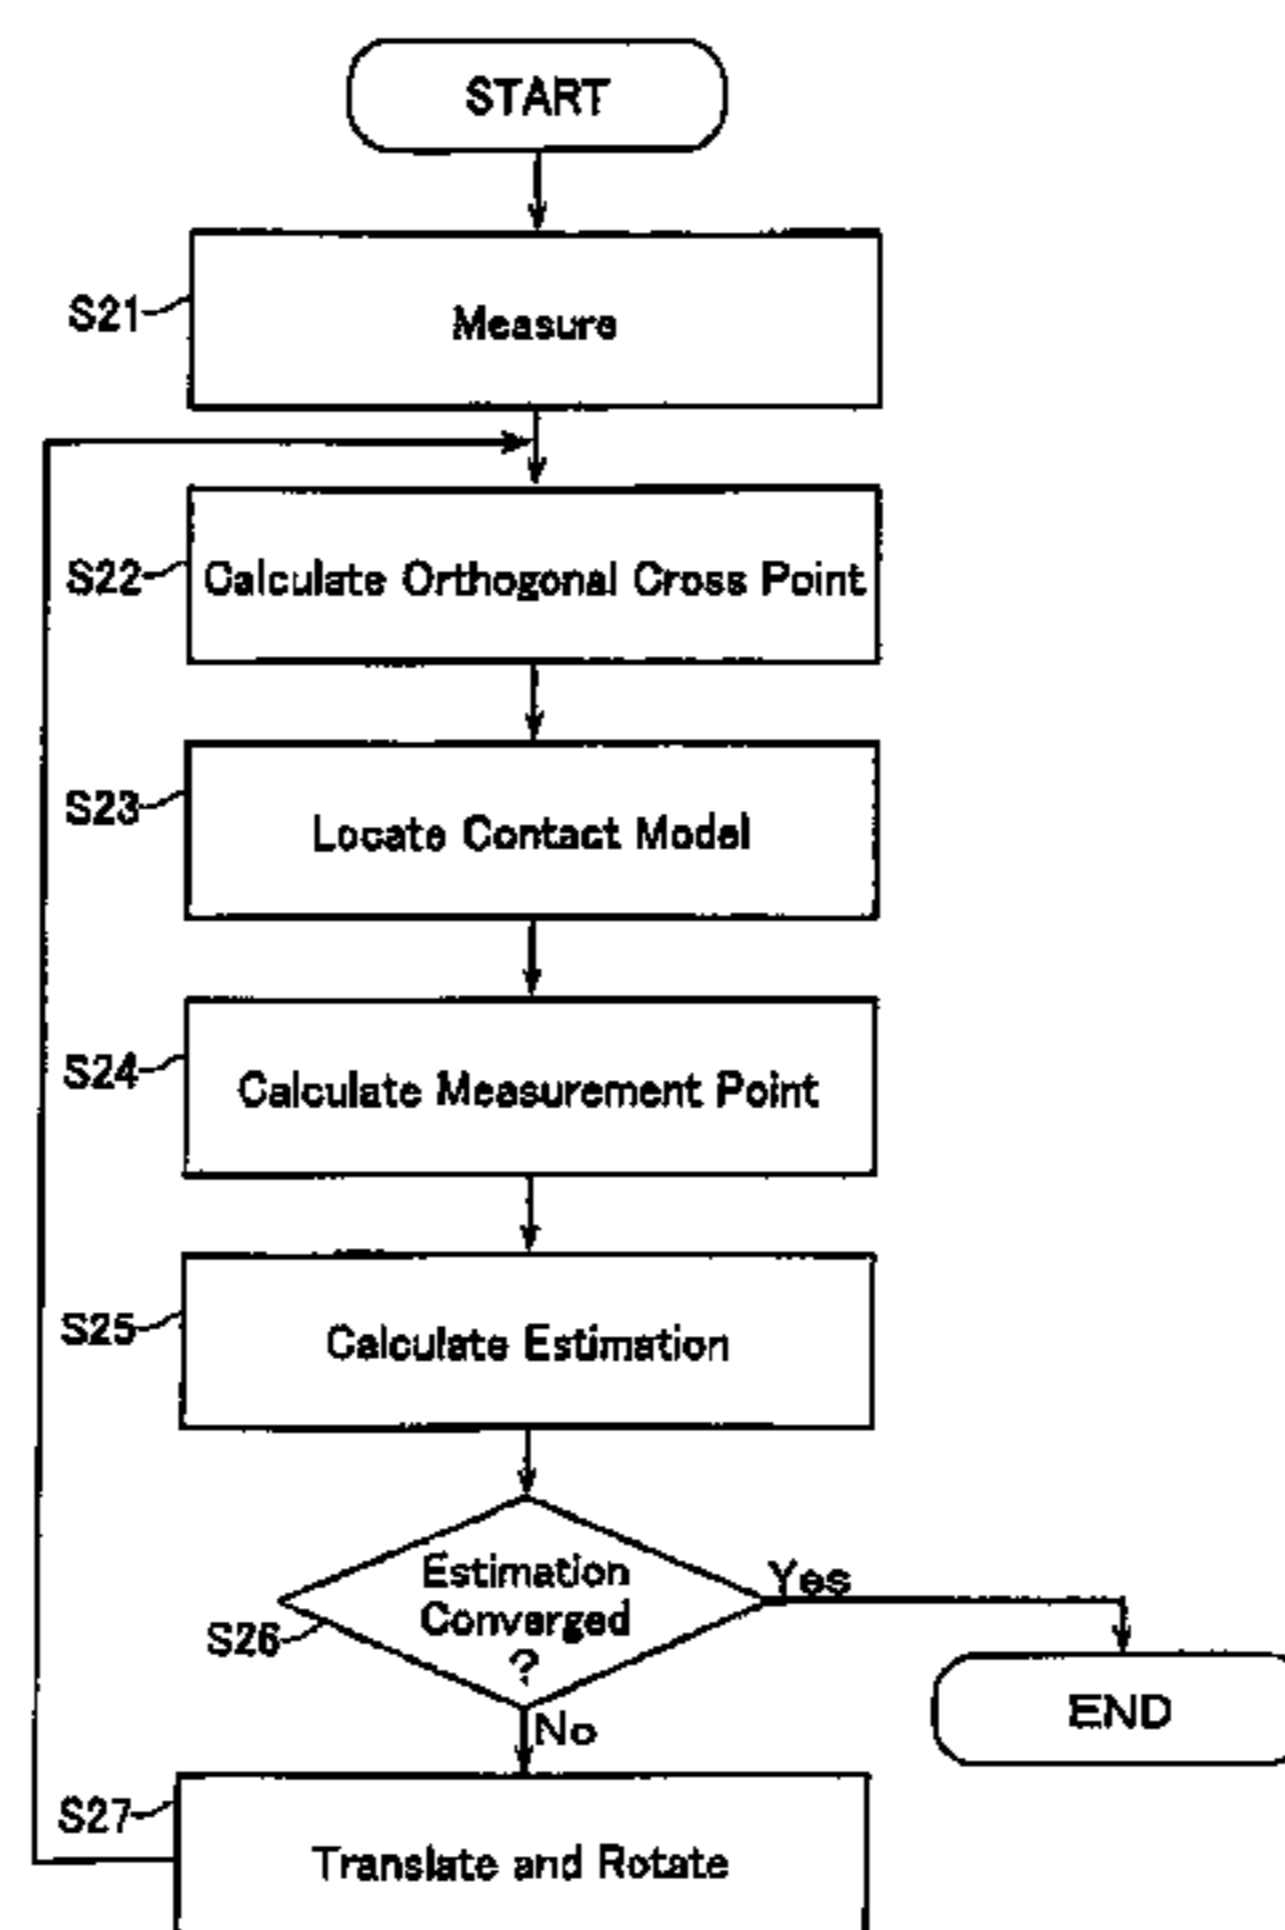 START
S21
Measure
S22
Calculate Orthogonal Cross Point
S23
Locate Contact Model
S24
Calculate Measurement Point
S25
Calculate Estimation
S26
Estimation
Converged
?
Yes
No
END
S27
Translate and Rotate